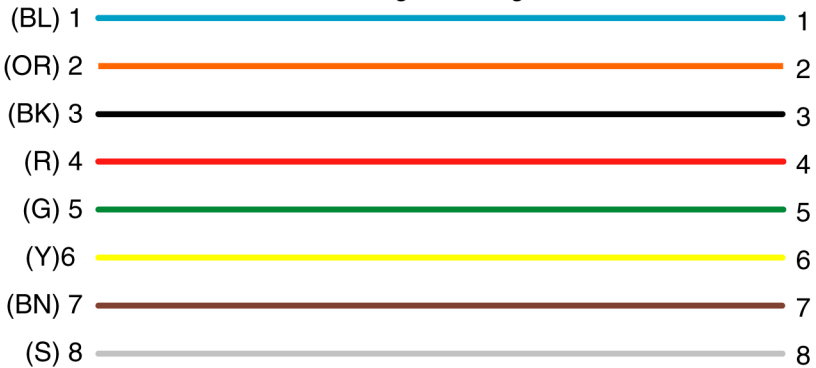 (BL) 1 1
(OR) 2 2
(BK) 3 3
(R) 4 4
(G) 5 5
(Y)6 6
(BN) 7 7
(S) 8 8